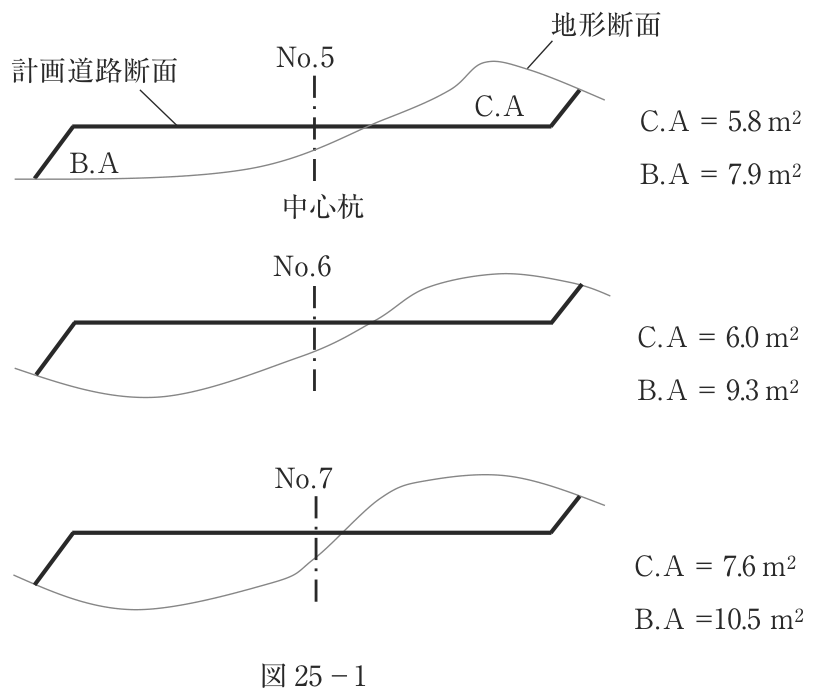 地形断面
No.5
計画道路断面
C.A
C.A = 5.8 m²
B.A
B.A = 7.9 m²
中心杭
No.6
C.A = 6.0 m²
B.A = 9.3 m²
No.7
C.A = 7.6 m²
B.A =10.5 m²
図 25 −1